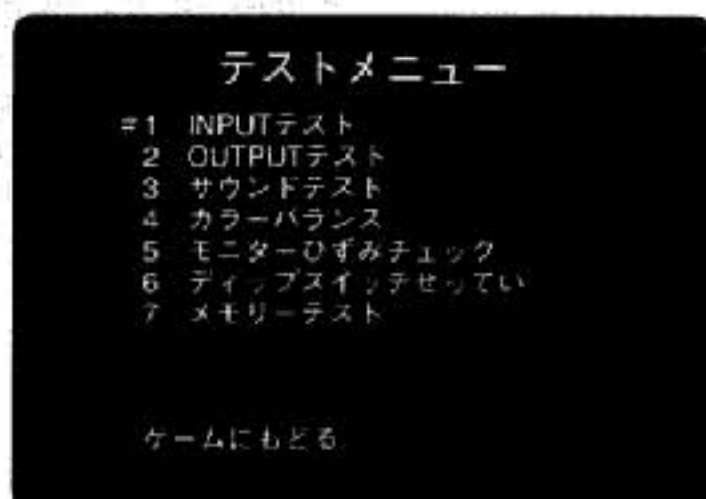 テストメニュー
#1 INPUTテスト
2 OUTPUTテスト
3 サウンドテスト
4 カラーバランス
5 モニターひずみチェック
6 ディップスイッチせってい
7 メモリーテスト
ゲームにもどる